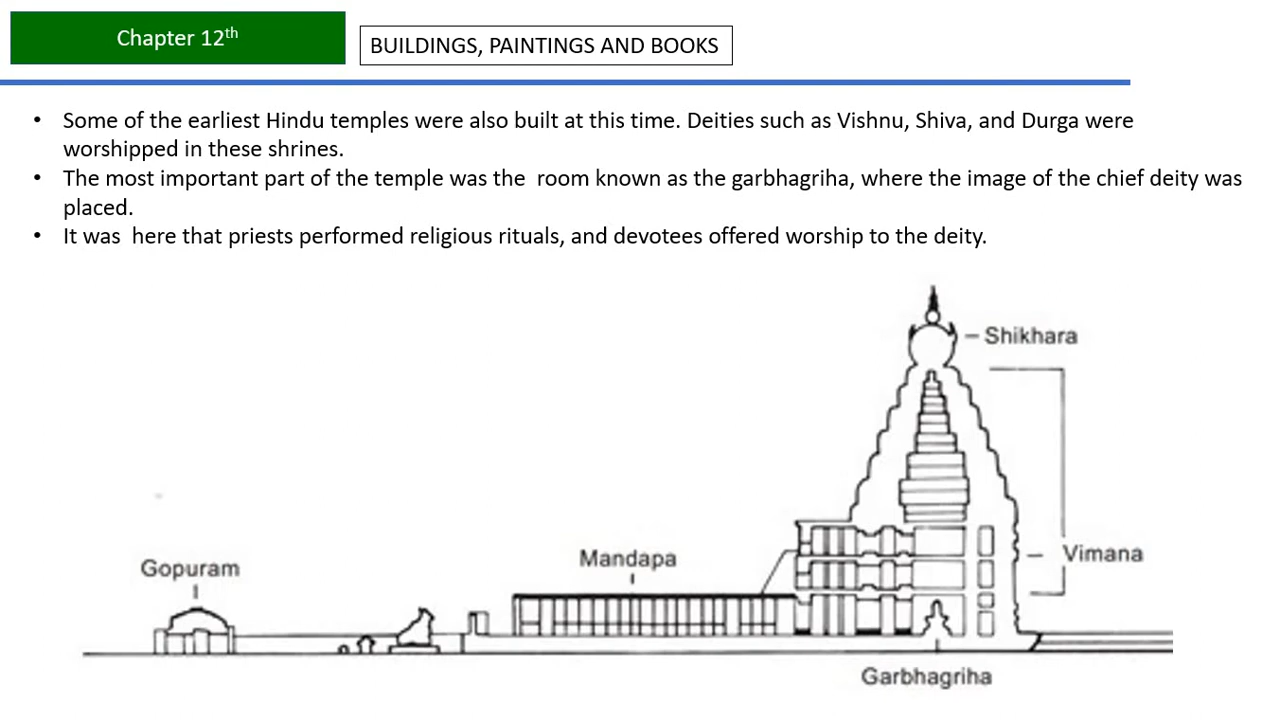 Chapter 12th
BUILDINGS, PAINTINGS AND BOOKS
• Some of the earliest Hindu temples were also built at this time. Deities such as Vishnu, Shiva, and Durga were
worshipped in these shrines.
• The most important part of the temple was the  room known as the garbhagriha, where the image of the chief deity was
placed.
• It was  here that priests performed religious rituals, and devotees offered worship to the deity.
Shikhara
Vimana
Mandapa
Gopuram
Garbhagriha